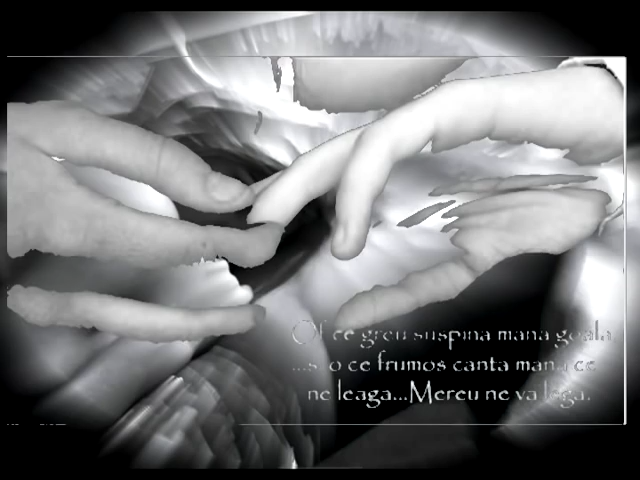 Of ce greu suspina mana goala
...si o ce frumos canta mana ce
ne leaga...Mereu ne va lega.